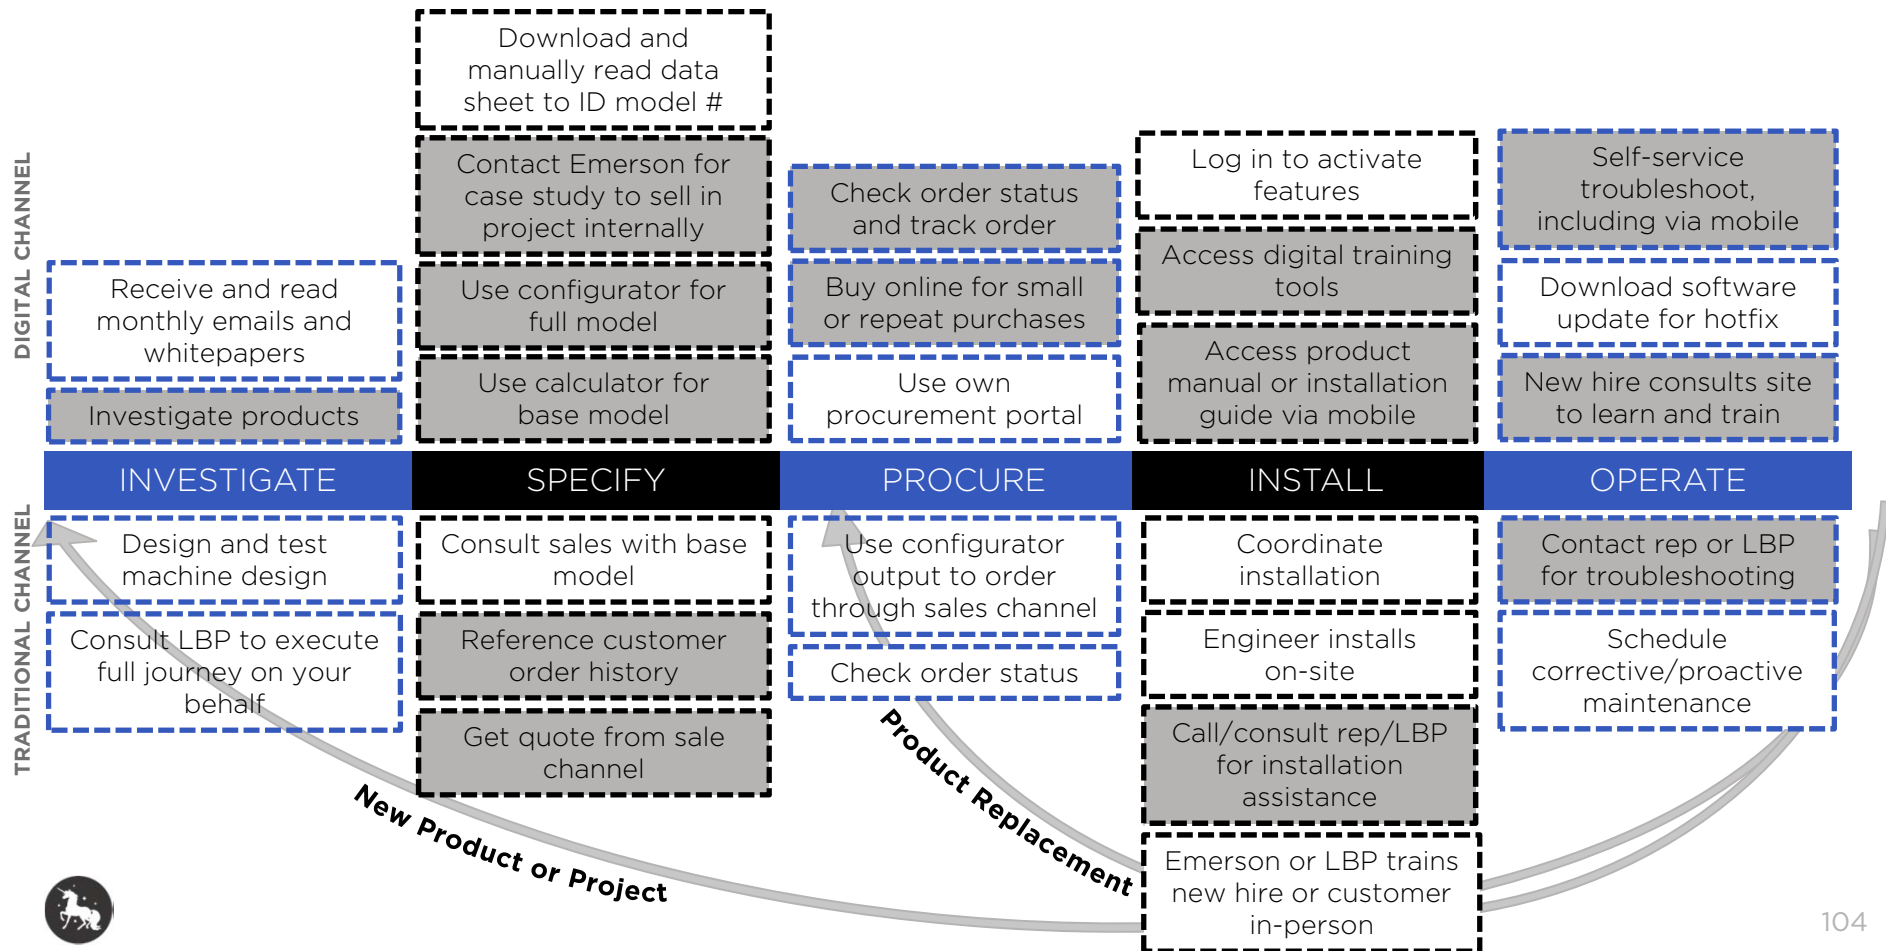 DIGITAL CHANNEL
Receive and read
monthly emails and
whitepapers
Investigate products
Download and
manually read data
sheet to ID model #
Contact Emerson for
case study to sell in
project internally
Use configurator for
full model
Use calculator for
base model
Check order status
and track order
Buy online for small
or repeat purchases
Use own
procurement portal
Log in to activate
features
Access digital training
tools
Access product
manual or installation
guide via mobile
Self-service
troubleshoot,
including via mobile
Download software
update for hotfix
New hire consults site
to learn and train
INVESTIGATE
SPECIFY
PROCURE
INSTALL
OPERATE
TRADITIONAL CHANNEL
Design and test
machine design
Consult LBP to execute
full journey on your
behalf
Consult sales with base
model
Reference customer
order history
Get quote from sale
channel
Use configurator
output to order
through sales channel
Check order status
Coordinate
installation
Engineer installs
on-site
Call/consult rep/LBP
for installation
assistance
Emerson or LBP trains
new hire or customer
in-person
Contact rep or LBP
for troubleshooting
Schedule
corrective/proactive
maintenance
New Product or Project
Product Replacement
104